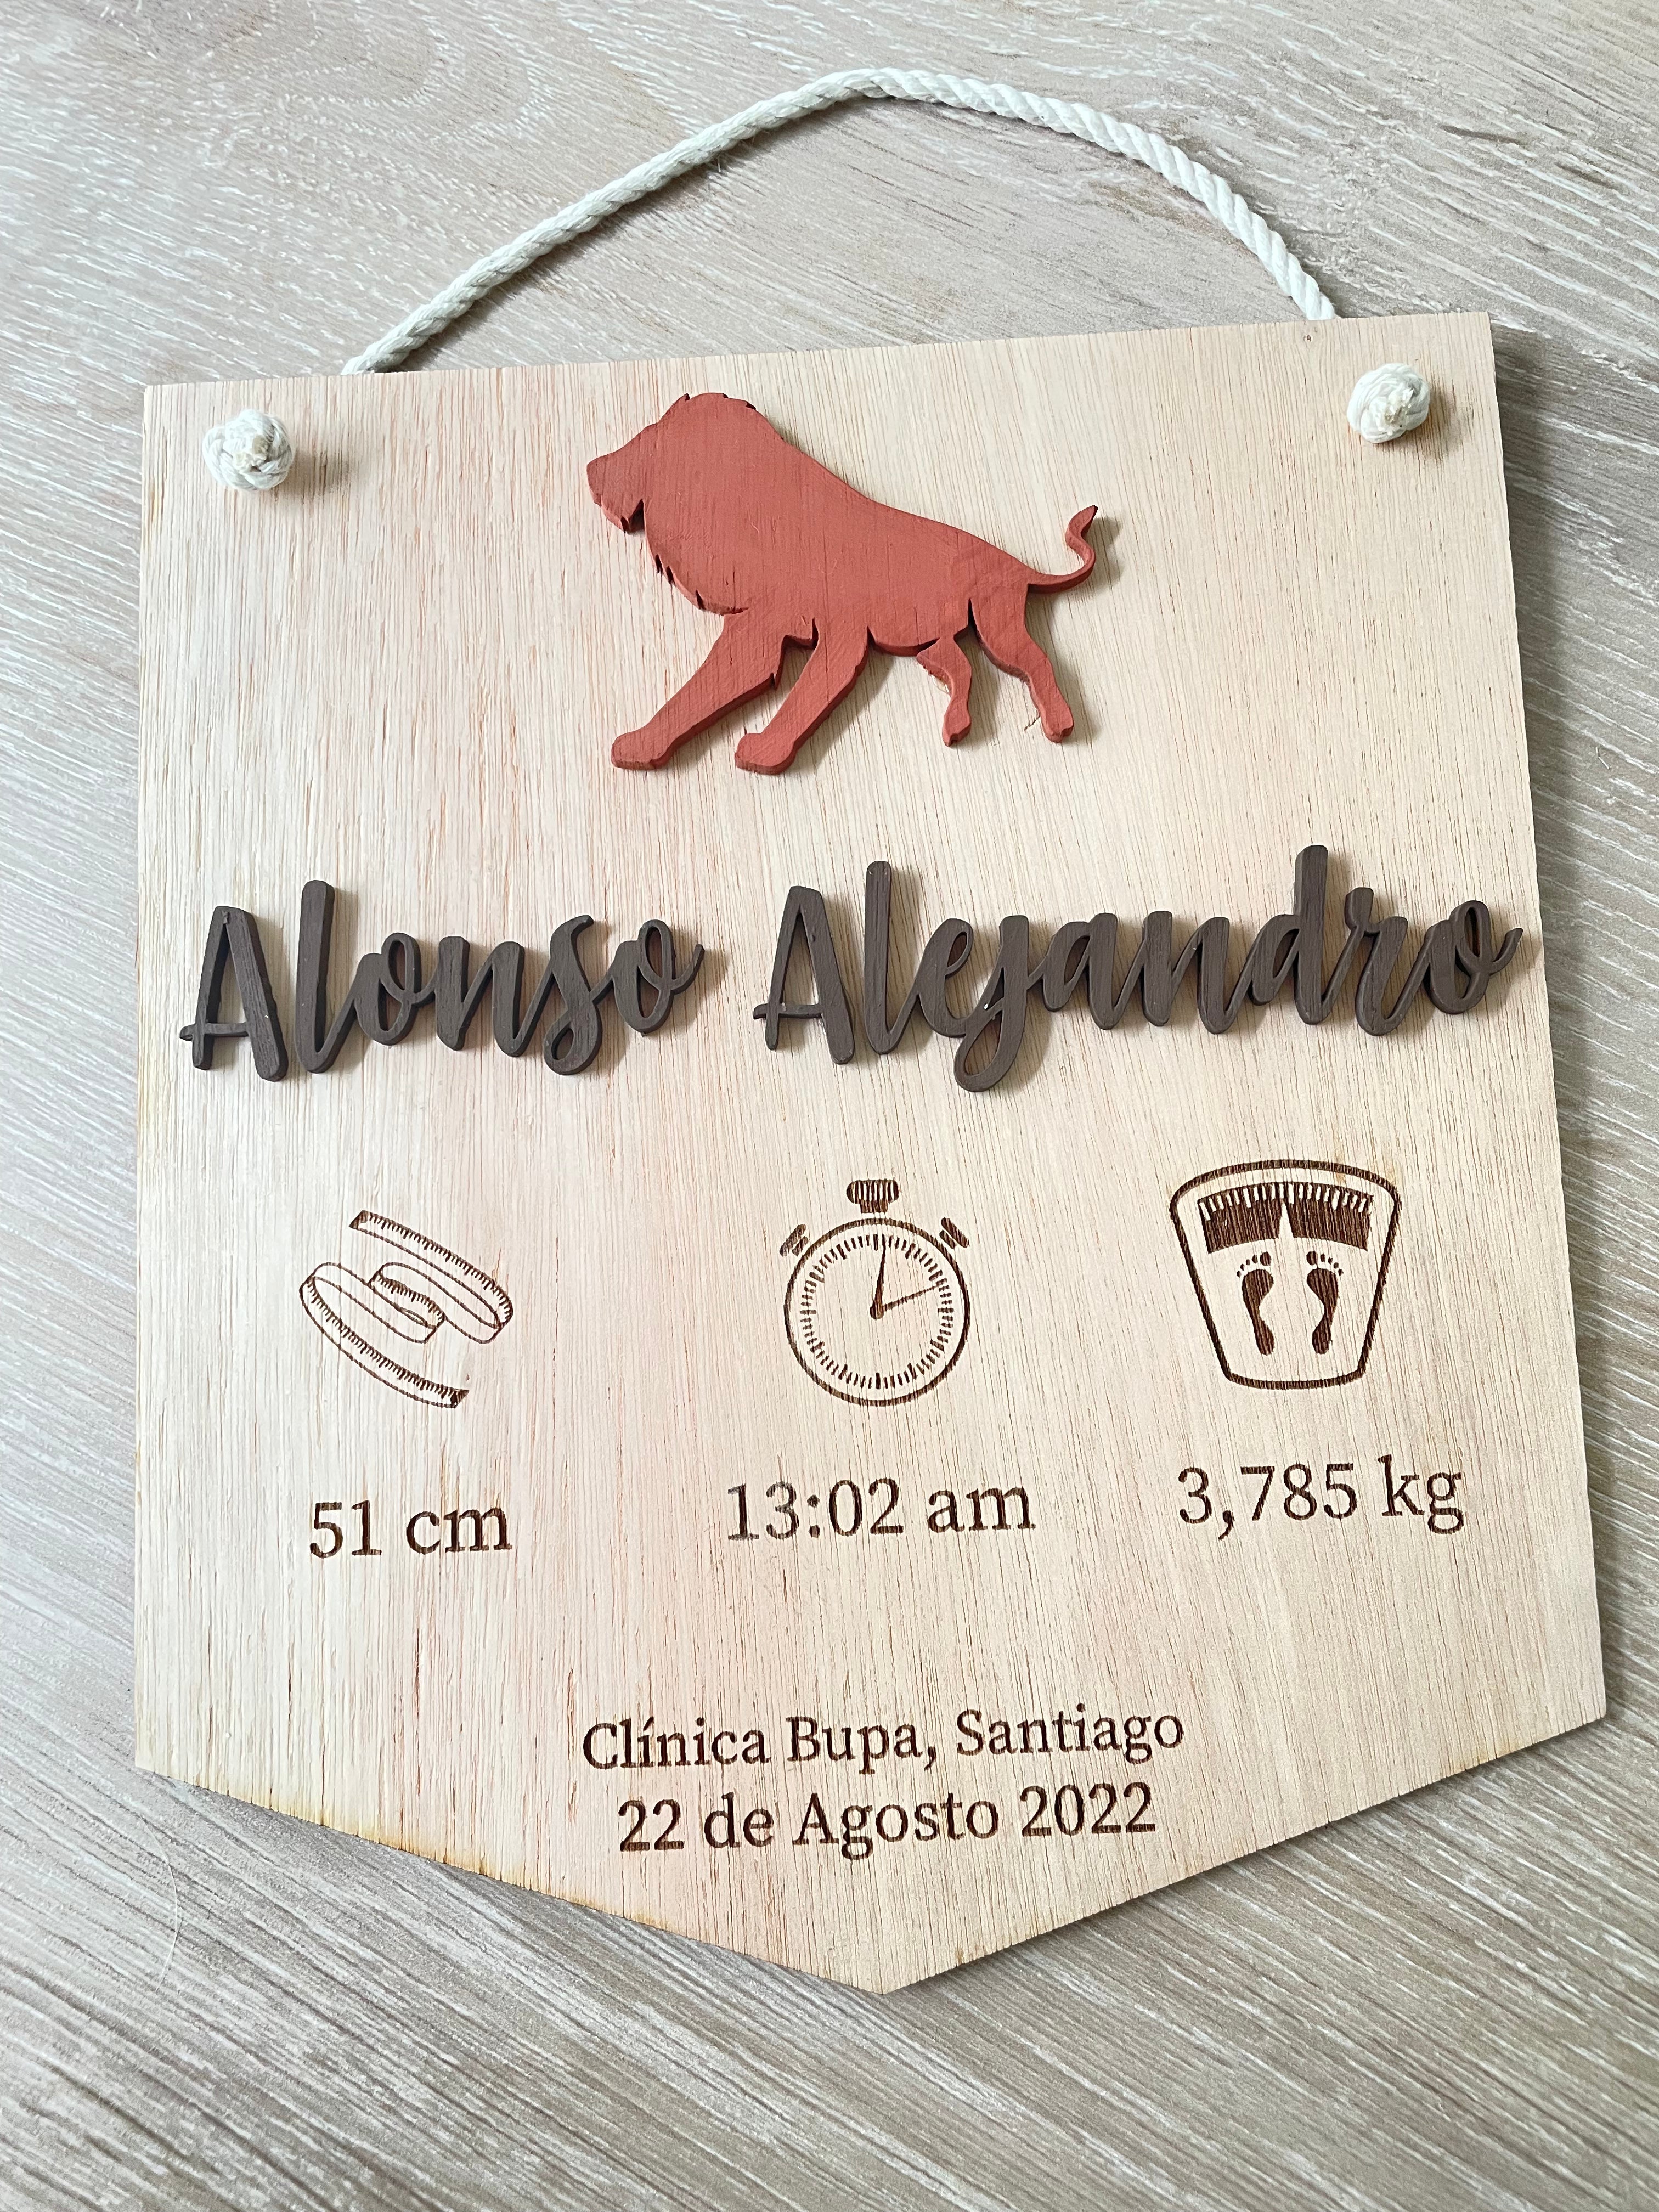 Alonso Alejandro
51 cm 13:02 am 3,785 kg
Clínica Bupa, Santiago
22 de Agosto 2022